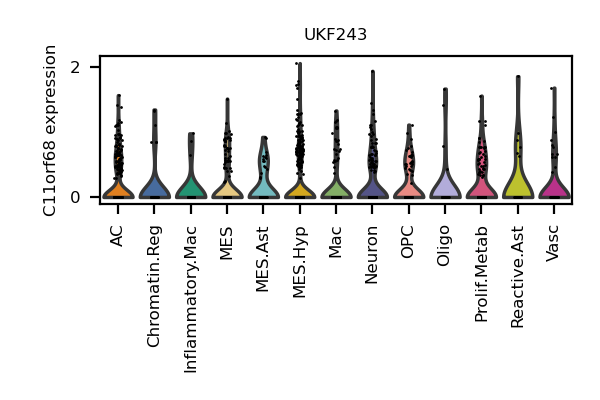 UKF243
C11orf68 expression
2
0
AC
Chromatin.Reg
Inflammatory.Mac
MES
MES.Ast
MES.Hyp
Mac
Neuron
OPC
Oligo
Prolif.Metab
Reactive.Ast
Vasc